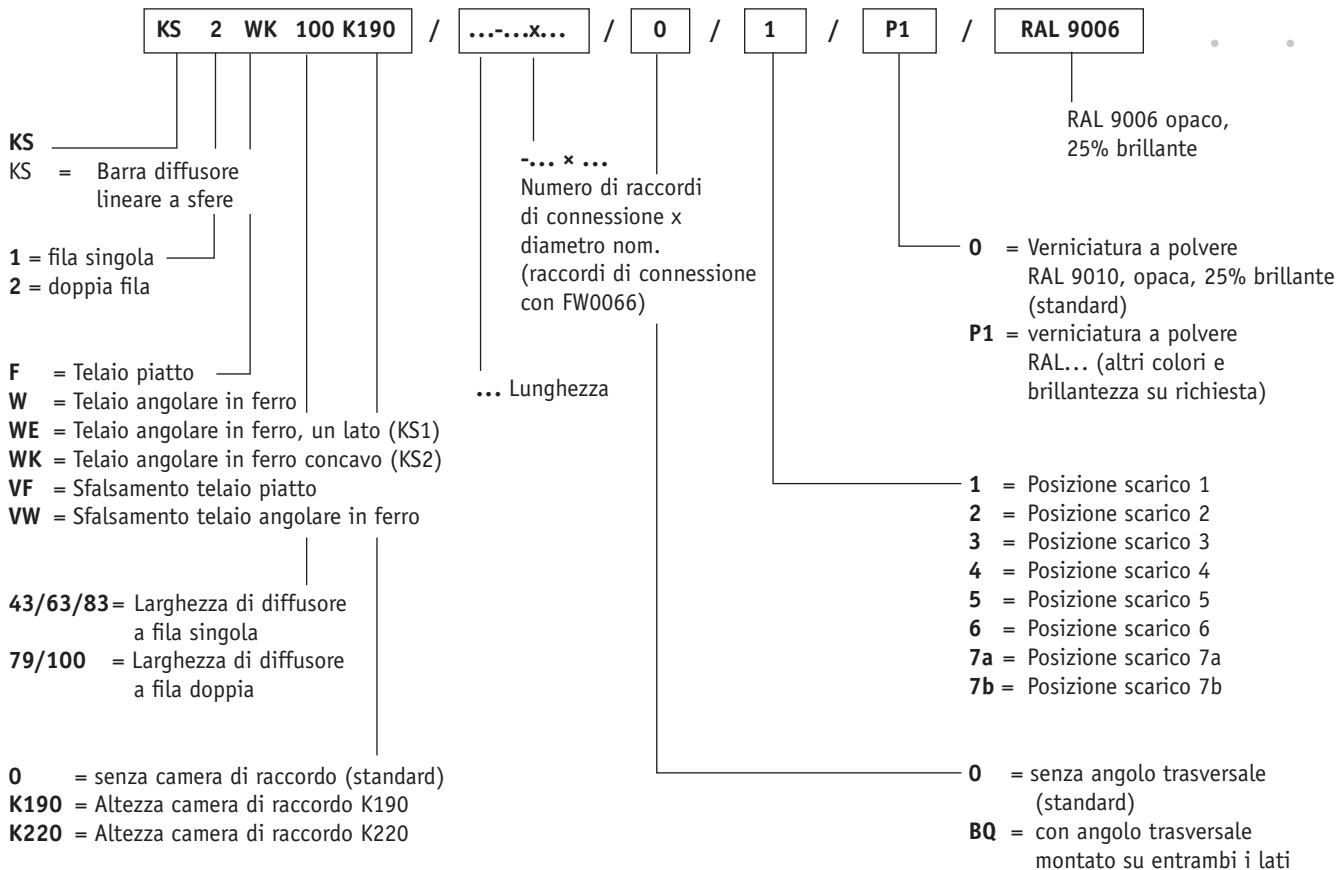 KS 2 WK 100 K190 / ...-...x... / 0 / 1 / P1 / RAL 9006
RAL 9006 opaco,
25% brillante
KS
KS = Barra diffusore
lineare a sfere
1 = fila singola
2 = doppia fila
F = Telaio piatto
W = Telaio angolare in ferro
WE = Telaio angolare in ferro, un lato (KS1)
WK = Telaio angolare in ferro concavo (KS2)
VF = Sfalsamento telaio piatto
VW = Sfalsamento telaio angolare in ferro
43/63/83= Larghezza di diffusore
a fila singola
79/100 = Larghezza di diffusore
a fila doppia
0 = senza camera di raccordo (standard)
K190 = Altezza camera di raccordo K190
K220 = Altezza camera di raccordo K220
-... × ...
Numero di raccordi
di connessione x
diametro nom.
(raccordi di connessione
con FW0066)
... Lunghezza
0 = Verniciatura a polvere
RAL 9010, opaca, 25% brillante
(standard)
P1 = verniciatura a polvere
RAL... (altri colori e
brillantezza su richiesta)
1 = Posizione scarico 1
2 = Posizione scarico 2
3 = Posizione scarico 3
4 = Posizione scarico 4
5 = Posizione scarico 5
6 = Posizione scarico 6
7a = Posizione scarico 7a
7b = Posizione scarico 7b
0 = senza angolo trasversale
(standard)
BQ = con angolo trasversale
montato su entrambi i lati